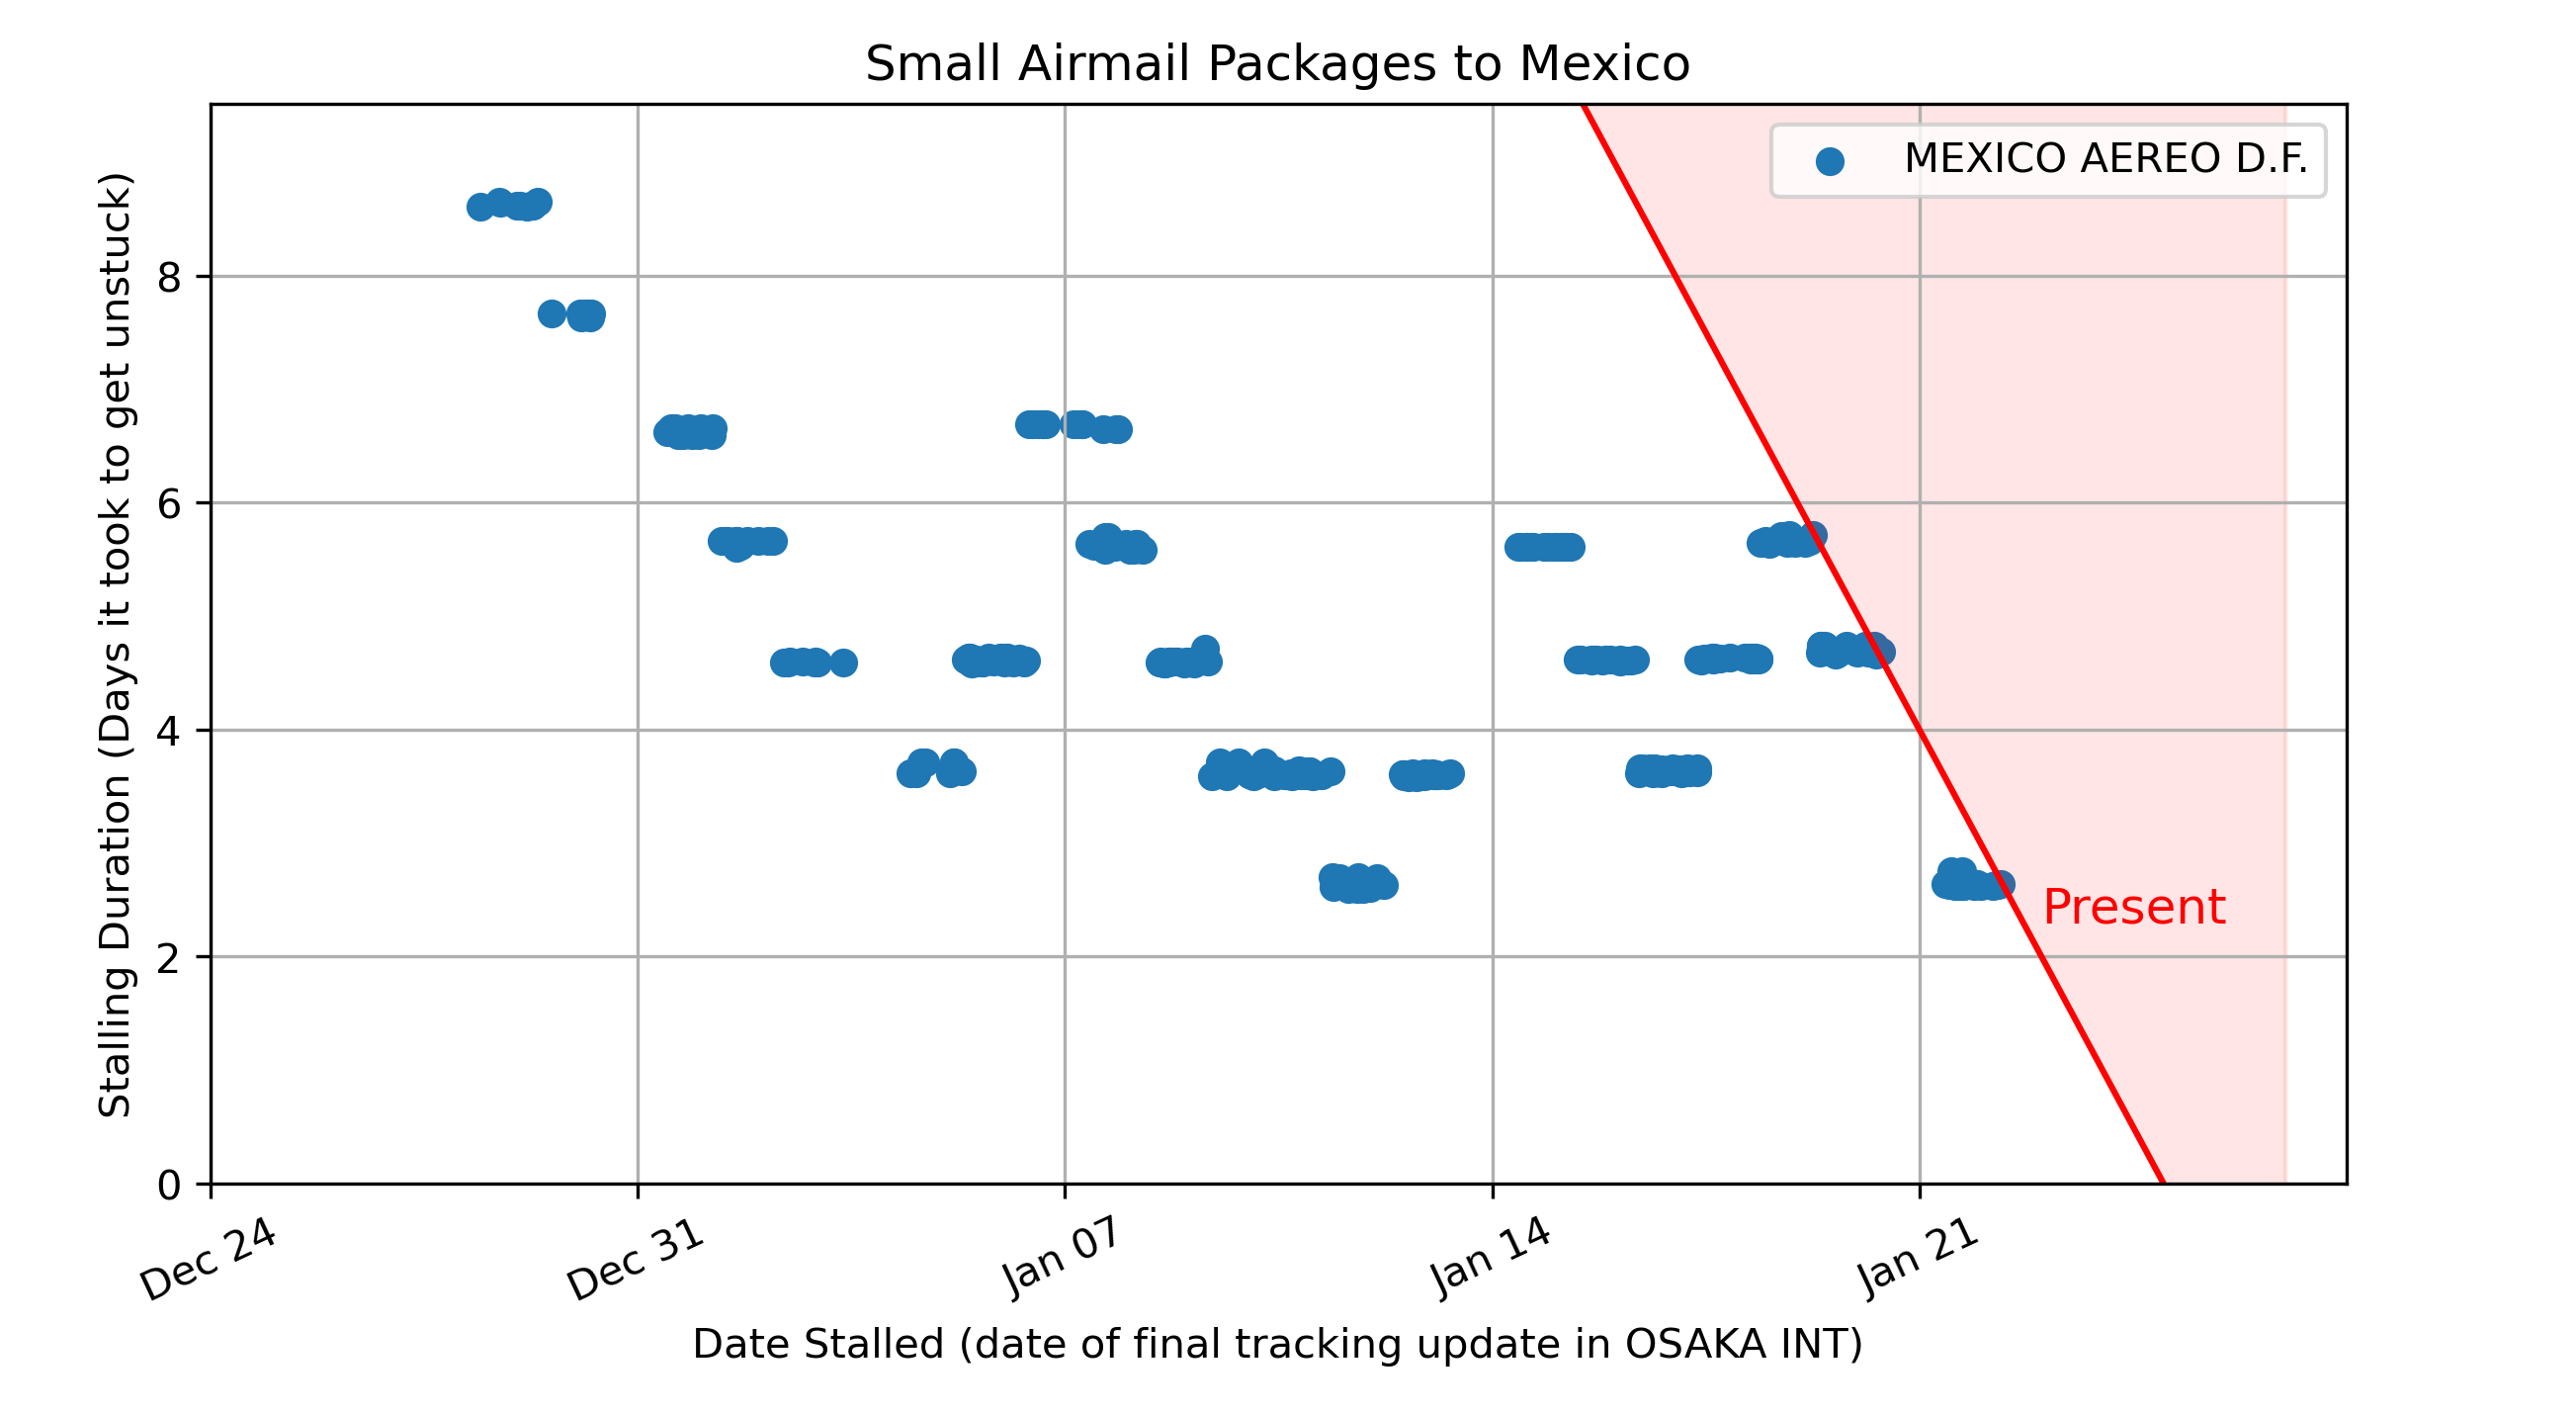 Small Airmail Packages to Mexico
MEXICO AEREO D.F.
Stalling Duration (Days it took to get unstuck)
8
6
4
2
0
Present
Dec 24
Dec 31
Jan 07
Jan 14
Jan 21
Date Stalled (date of final tracking update in OSAKA INT)